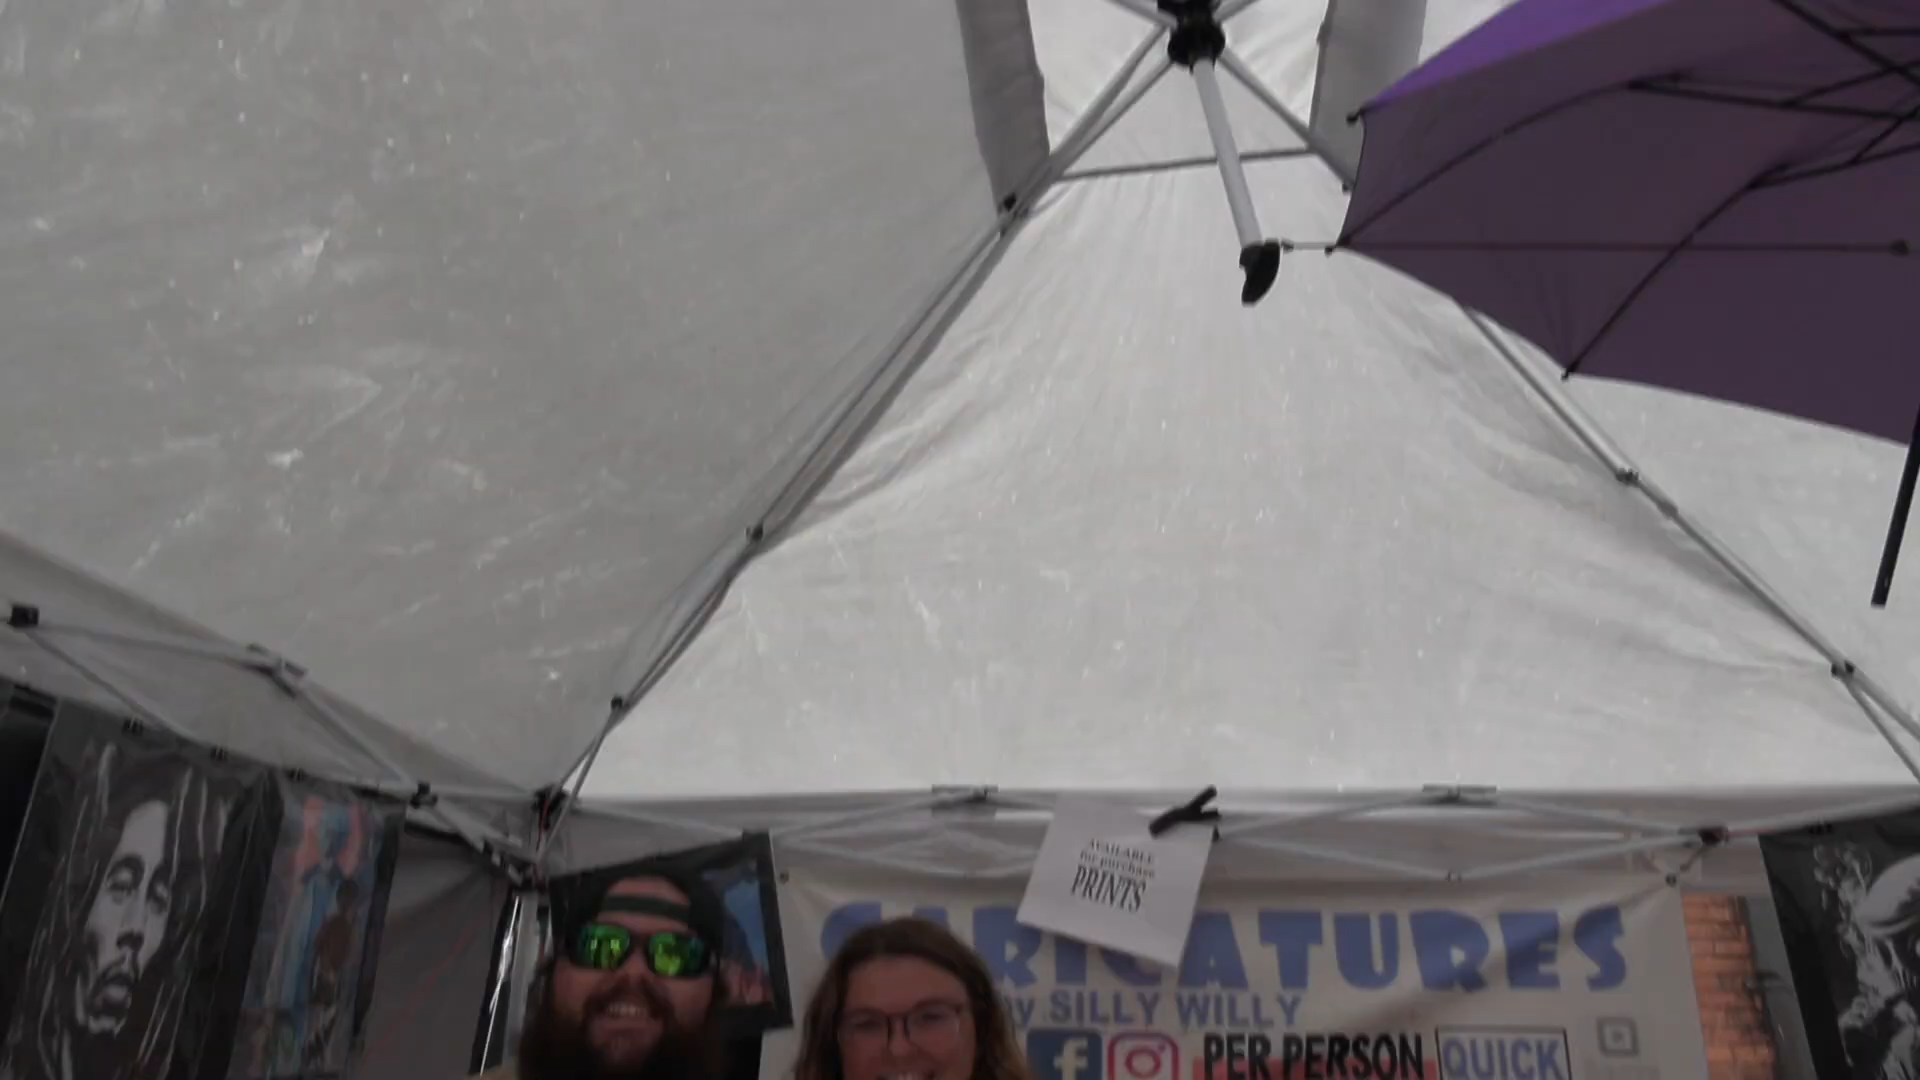 AVAILABLE
for purchase
PRINTS
CARICATURES
by SILLY WILLY
f
PER PERSON
QUICK